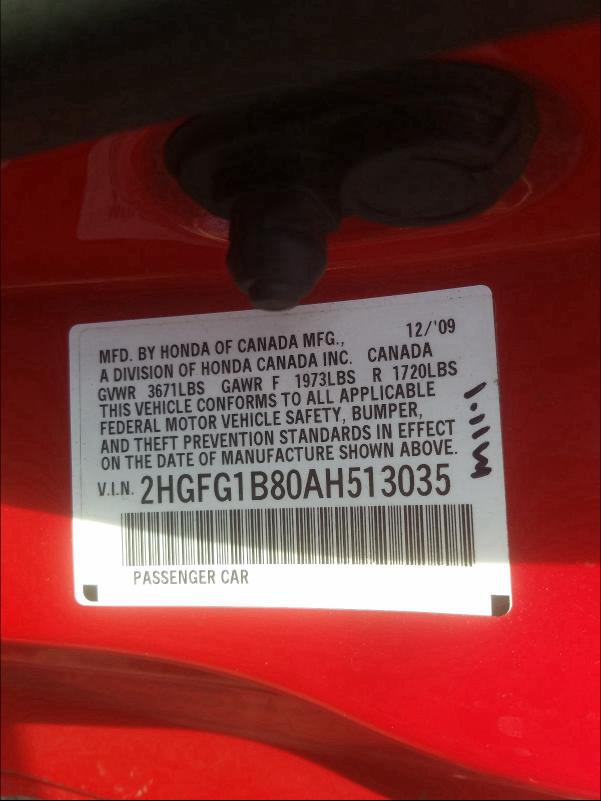 MFD. BY HONDA OF CANADA MFG., 12/'09
A DIVISION OF HONDA CANADA INC. CANADA
GVWR 3671LBS GAWR F 1973LBS R 1720LBS
THIS VEHICLE CONFORMS TO ALL APPLICABLE
FEDERAL MOTOR VEHICLE SAFETY, BUMPER,
AND THEFT PREVENTION STANDARDS IN EFFECT
ON THE DATE OF MANUFACTURE SHOWN ABOVE.
V.I.N. 2HGFG1B80AH513035
PASSENGER CAR